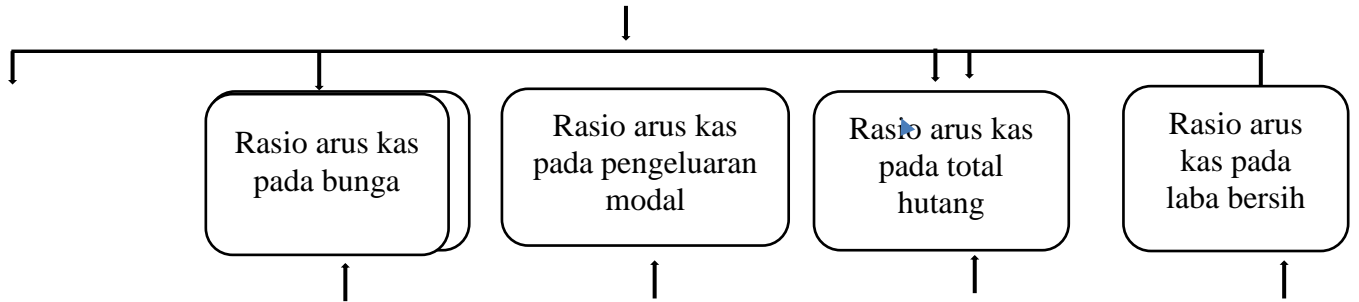 Rasio arus kas
pada bunga
Rasio arus kas
pada pengeluaran
modal
Rasio arus kas
pada total
hutang
Rasio arus
kas pada
laba bersih